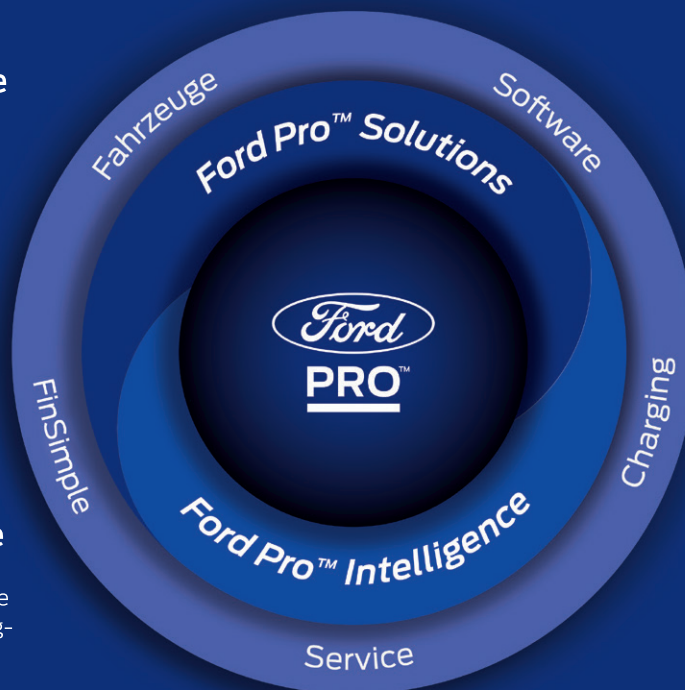 Fahrzeuge
Software
Ford Pro™ Solutions
Ford
PRO™
FinSimple
Charging
Ford Pro™ Intelligence
Service